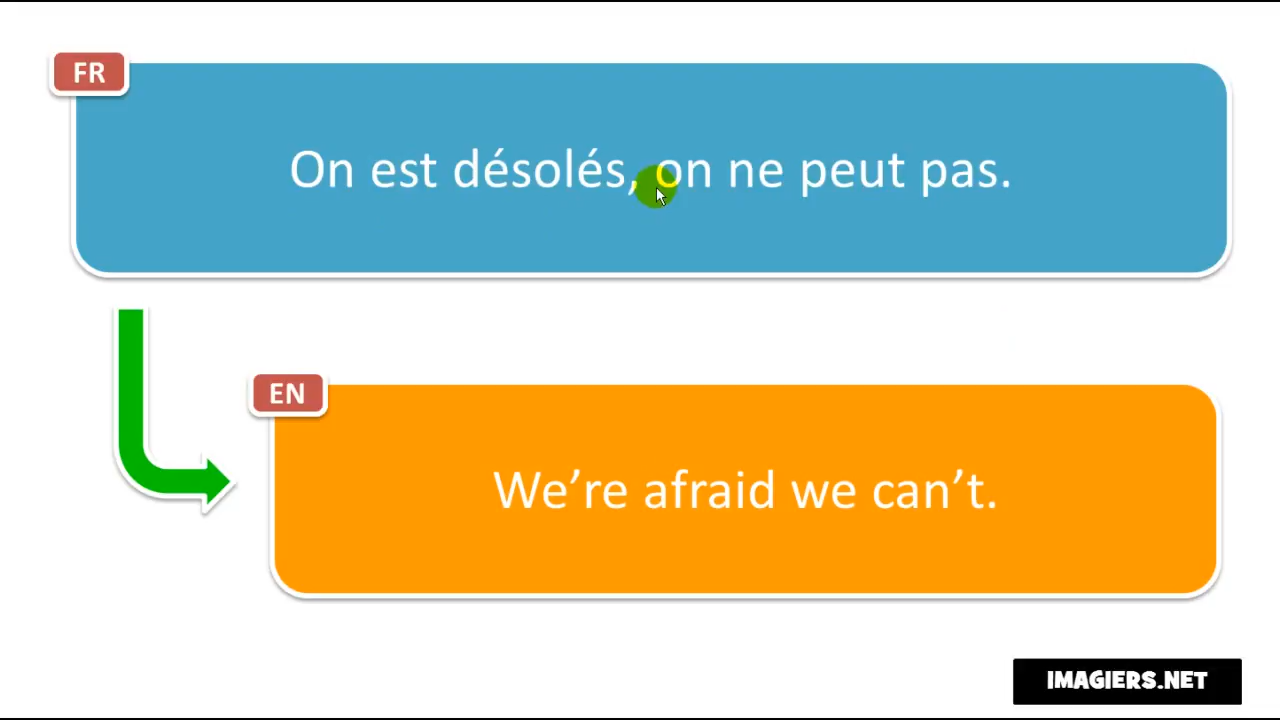 FR
On est désolés, on ne peut pas.
EN
We’re afraid we can’t.
IMAGIERS.NET